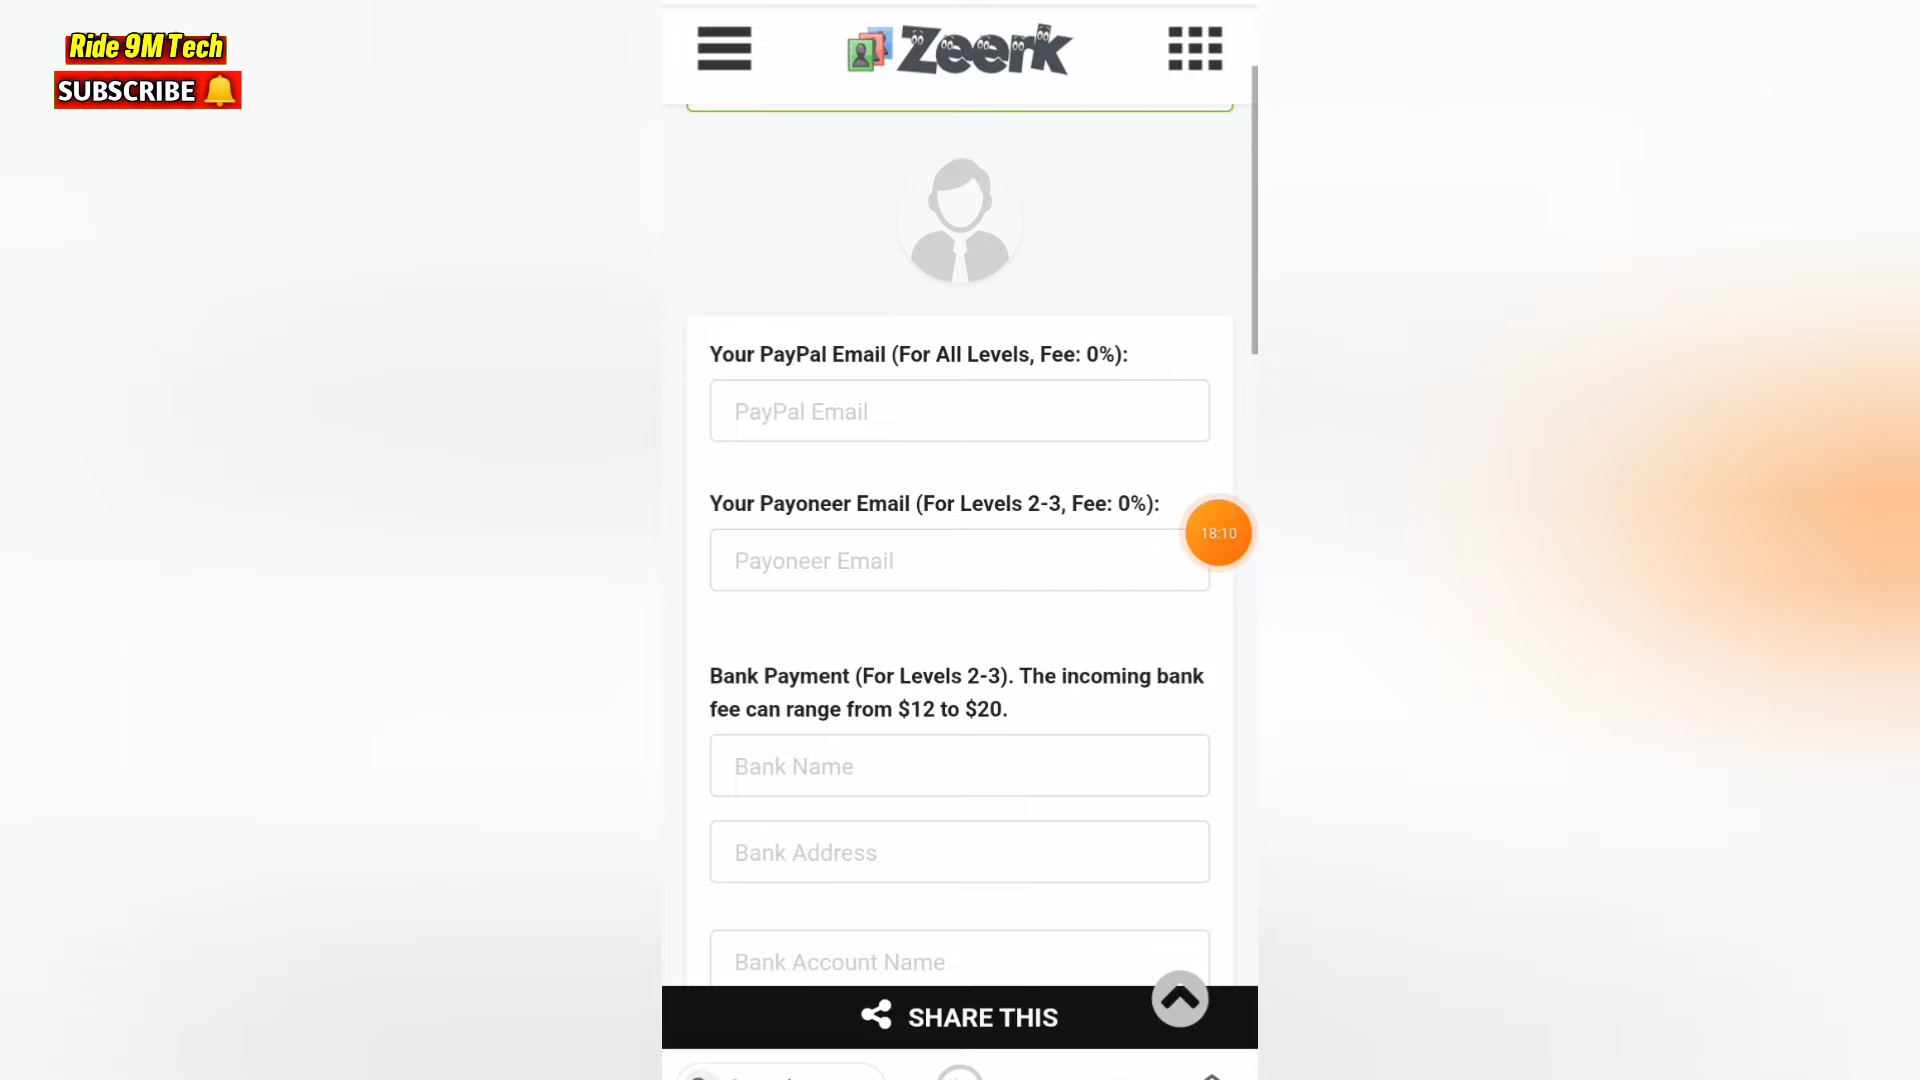 Ride 9M Tech
SUBSCRIBE
Zeerk
Your PayPal Email (For All Levels, Fee: 0%):
PayPal Email
Your Payoneer Email (For Levels 2-3, Fee: 0%):
18:10
Payoneer Email
Bank Payment (For Levels 2-3). The incoming bank
fee can range from $12 to $20.
Bank Name
Bank Address
Bank Account Name
SHARE THIS